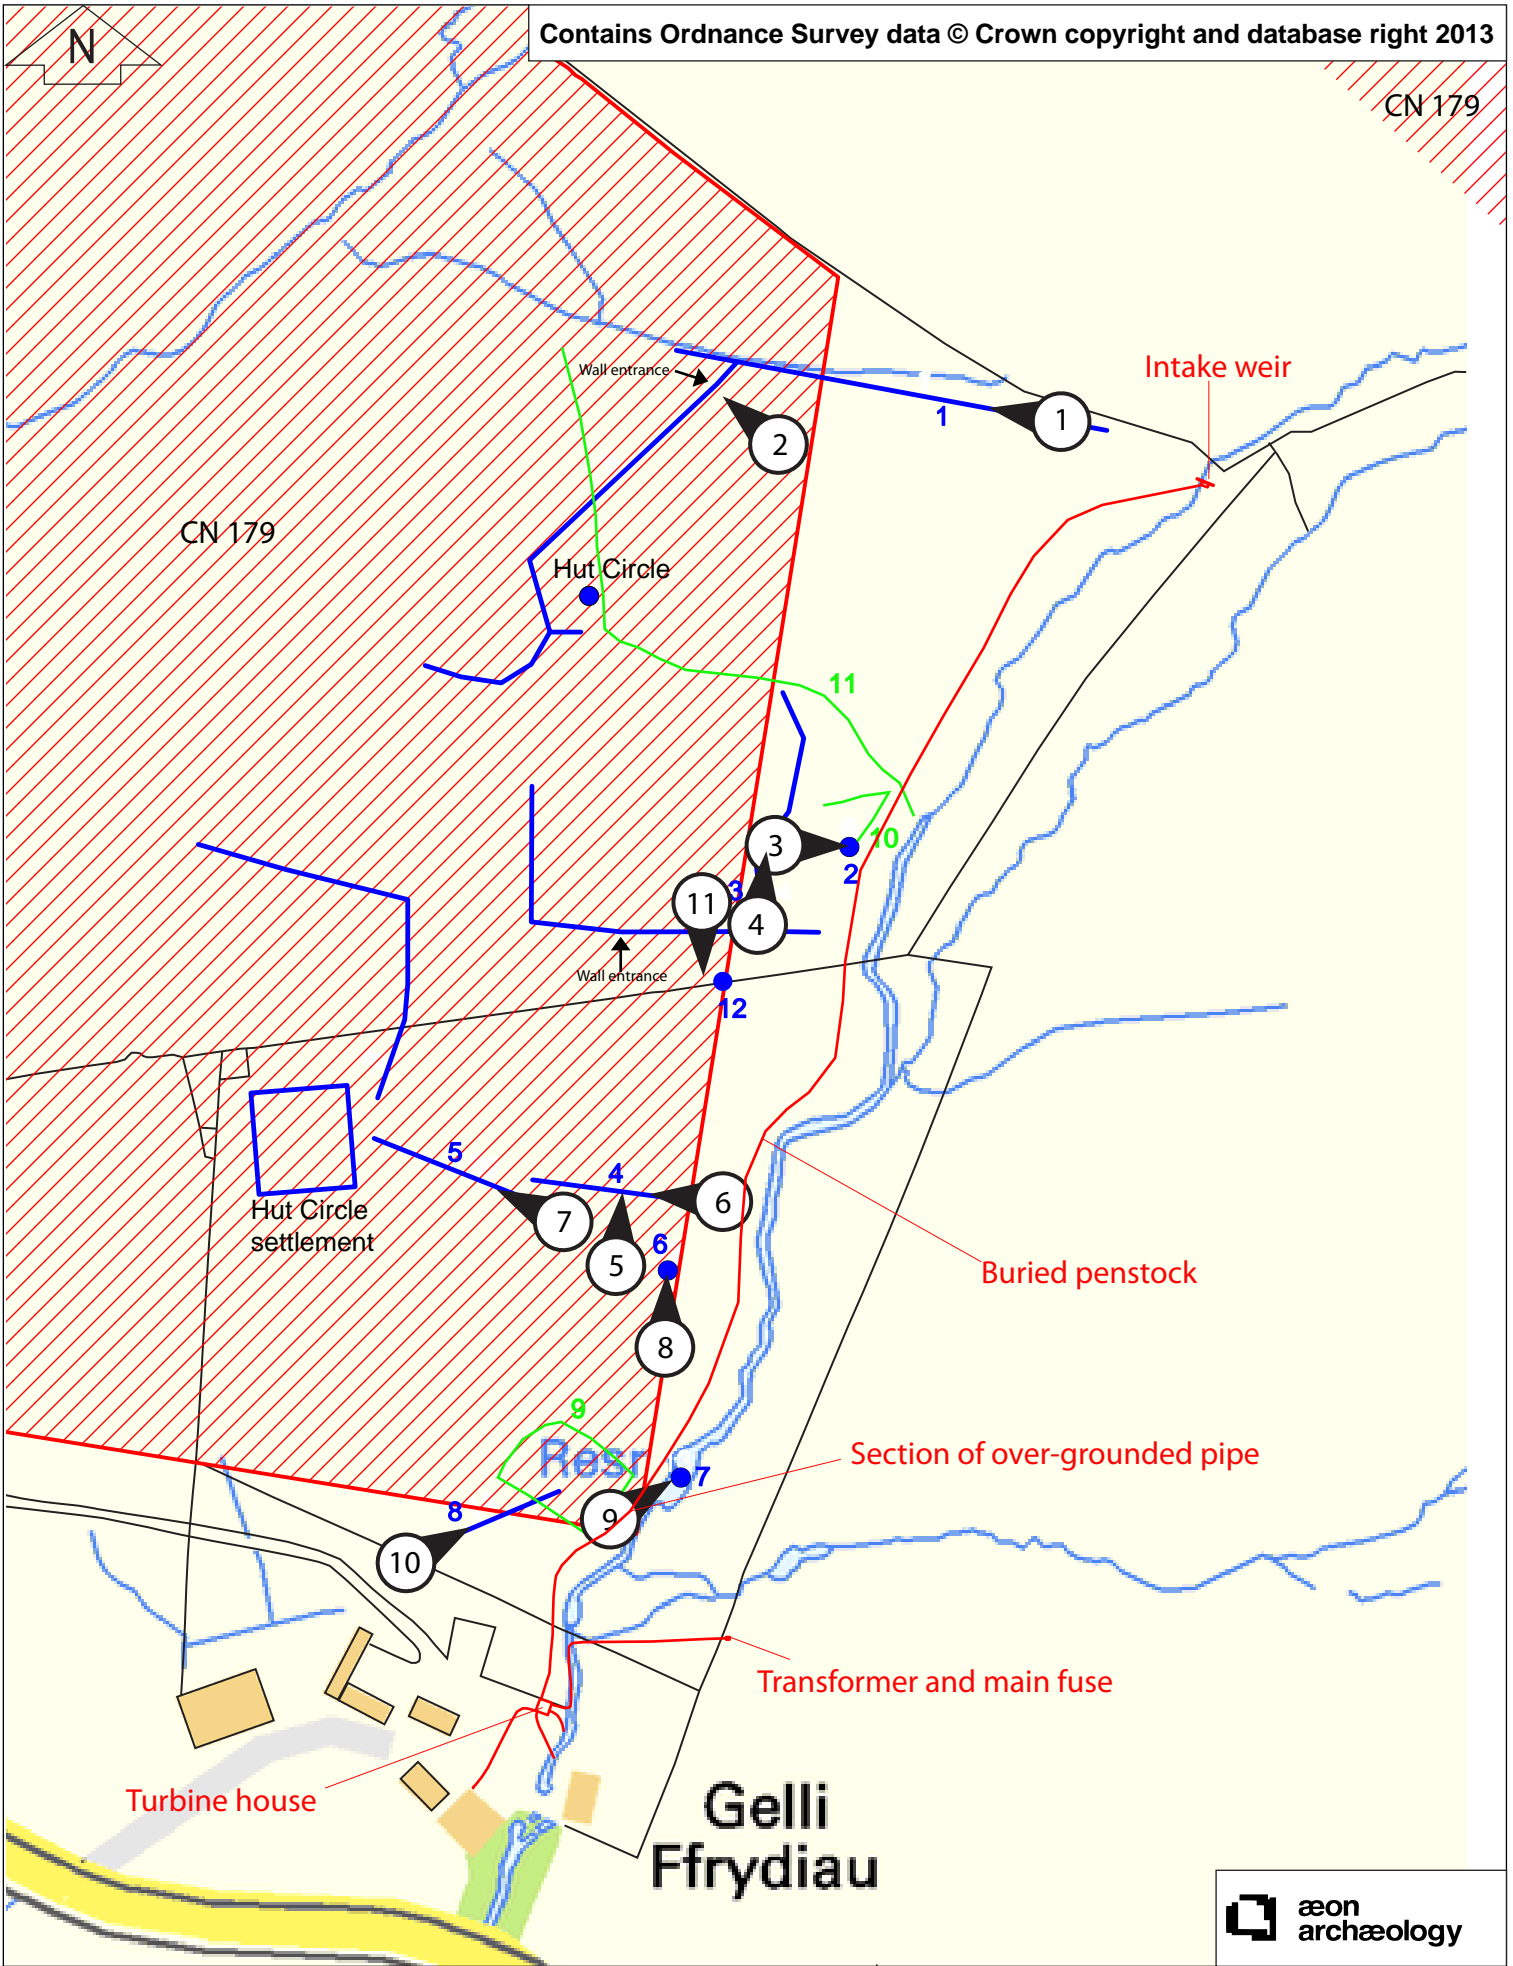 N
Contains Ordnance Survey data © Crown copyright and database right 2013
CN 179
Intake weir
Wall entrance
1
1
2
CN 179
Hut Circle
11
3
10
2
3
11
4
Wall entrance
12
5
4
6
7
Hut Circle
settlement
6
5
Buried penstock
8
9
Resr
Section of over-grounded pipe
7
8
9
10
Transformer and main fuse
Turbine house
Gelli
Ffrydiau
æon
archæology